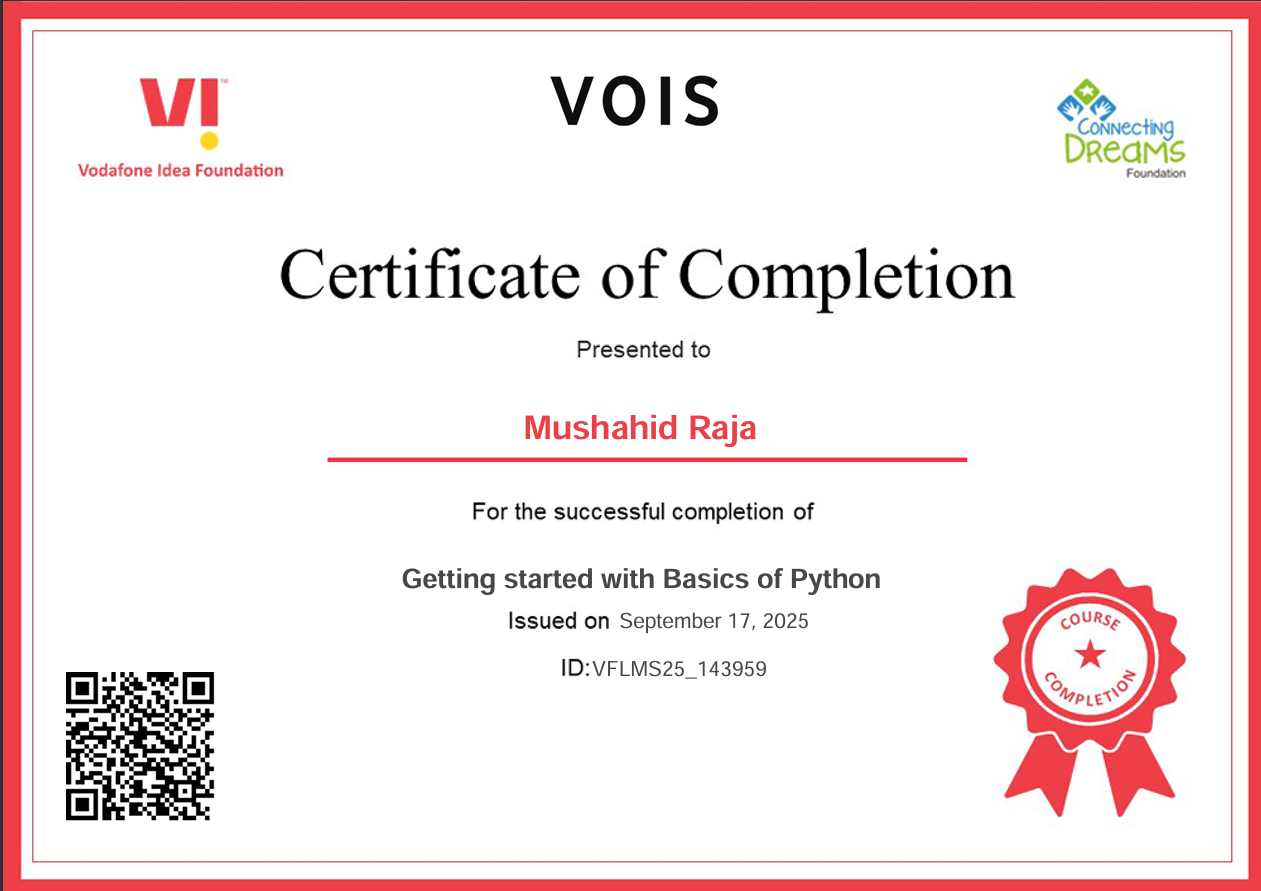 VI™
Vodafone Idea Foundation
VOIS
Connecting
Dreams
Foundation
Certificate of Completion
Presented to
Mushahid Raja
For the successful completion of
Getting started with Basics of Python
Issued on September 17, 2025
ID:VFLMS25_143959
COURSE
COMPLETION